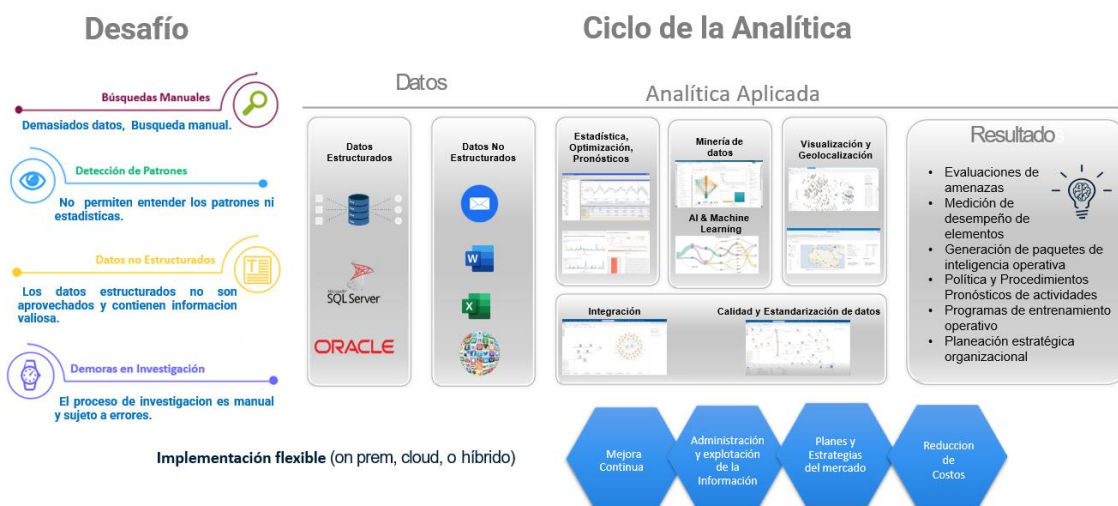 Desafío
Ciclo de la Analítica
Búsquedas Manuales
Demasiados datos, Busqueda manual.
Detección de Patrones
No permiten entender los patrones ni
estadisticas.
Datos no Estructurados
Los datos estructurados no son
aprovechados y contienen informacion
valiosa.
Demoras en Investigación
El proceso de investigacion es manual
y sujeto a errores.
Datos
Analítica Aplicada
Datos
Estructurados
Microsoft
SQL Server
ORACLE
Datos No
Estructurados
W
X
Estadística,
Optimización,
Pronósticos
Minería de
datos
AI & Machine
Learning
Visualización y
Geolocalización
Integración
Calidad y Estandarización de datos
Resultado
• Evaluaciones de
amenazas
• Medición de
desempeño de
elementos
• Generación de paquetes de
inteligencia operativa
• Política y Procedimientos
Pronósticos de actividades
• Programas de entrenamiento
operativo
• Planeación estratégica
organizacional
Implementación flexible (on prem, cloud, o híbrido)
Mejora
Continua
Administración
y explotación
de la
Información
Planes y
Estrategias
del mercado
Reduccion
de
Costos